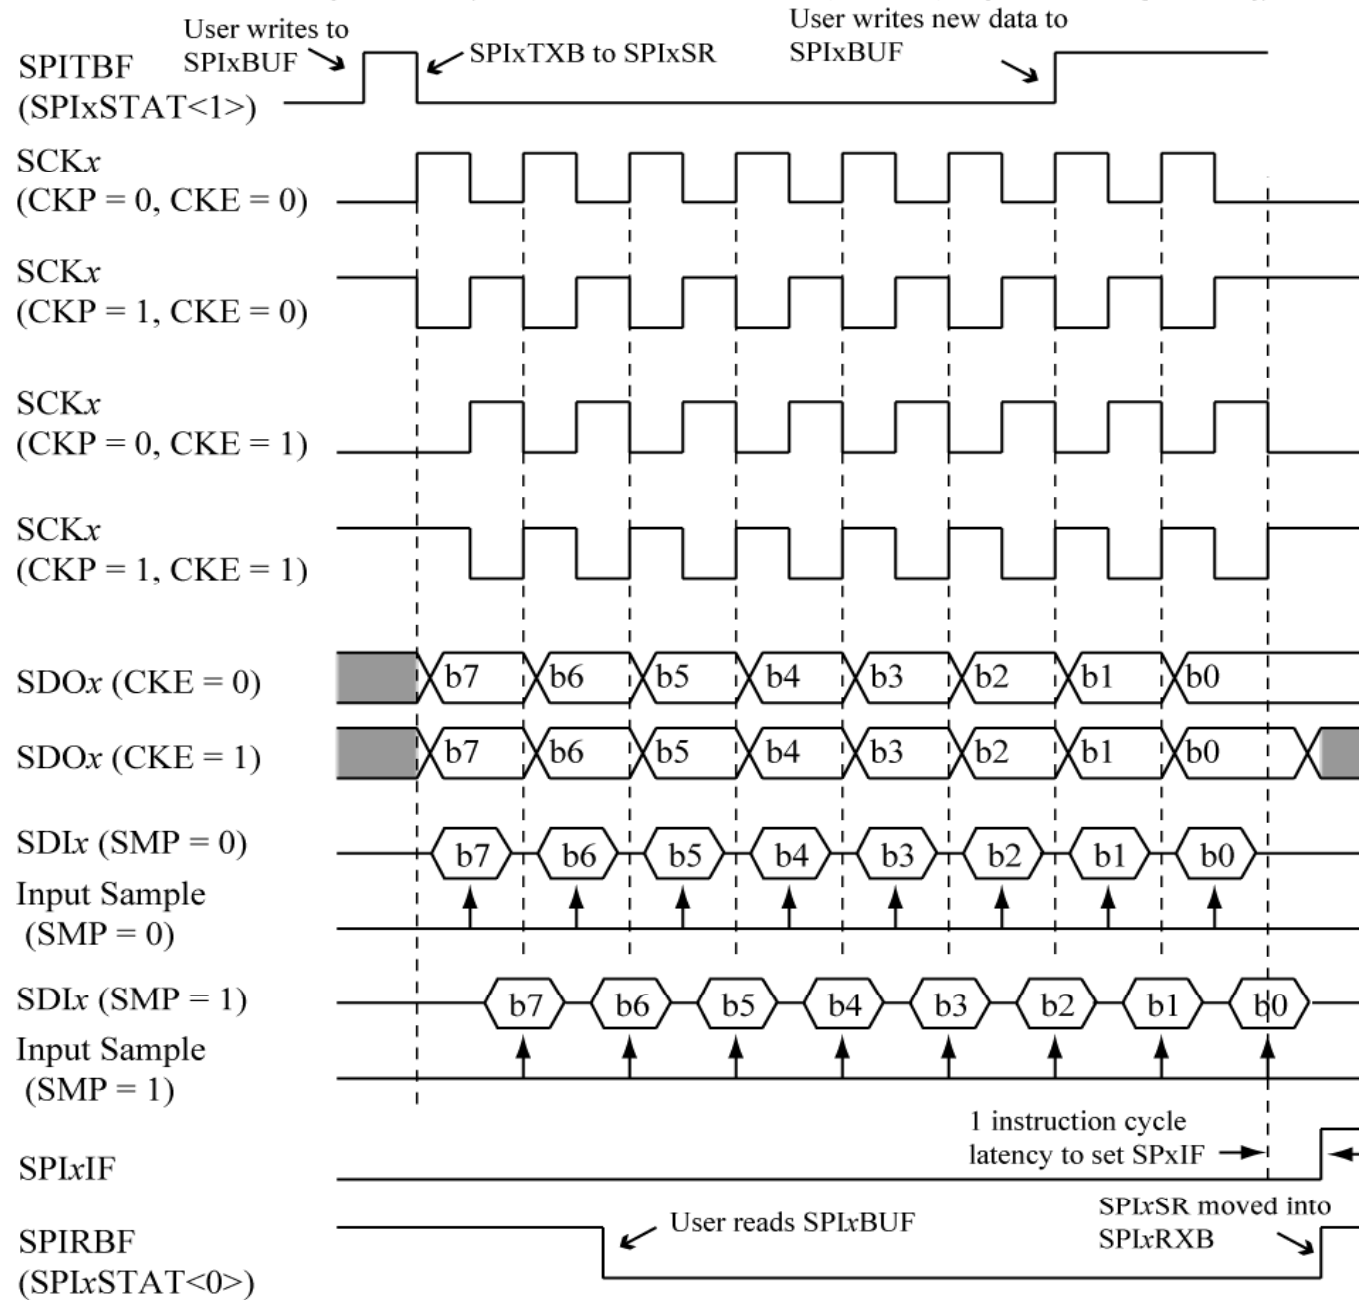 User writes to
SPIxBUF
SPIxTXB to SPIxSR
User writes new data to
SPIxBUF
SPITBF
(SPIxSTAT<1>)
SCKx
(CKP = 0, CKE = 0)
SCKx
(CKP = 1, CKE = 0)
SCKx
(CKP = 0, CKE = 1)
SCKx
(CKP = 1, CKE = 1)
SDOx (CKE = 0) b7 b6 b5 b4 b3 b2 b1 b0
SDOx (CKE = 1) b7 b6 b5 b4 b3 b2 b1 b0
SDIx (SMP = 0) b7 b6 b5 b4 b3 b2 b1 b0
Input Sample
(SMP = 0)
SDIx (SMP = 1) b7 b6 b5 b4 b3 b2 b1 b0
Input Sample
(SMP = 1)
1 instruction cycle
latency to set SPxIF
SPIxIF
User reads SPIxBUF
SPIxSR moved into
SPIxRXB
SPIRBF
(SPIxSTAT<0>)